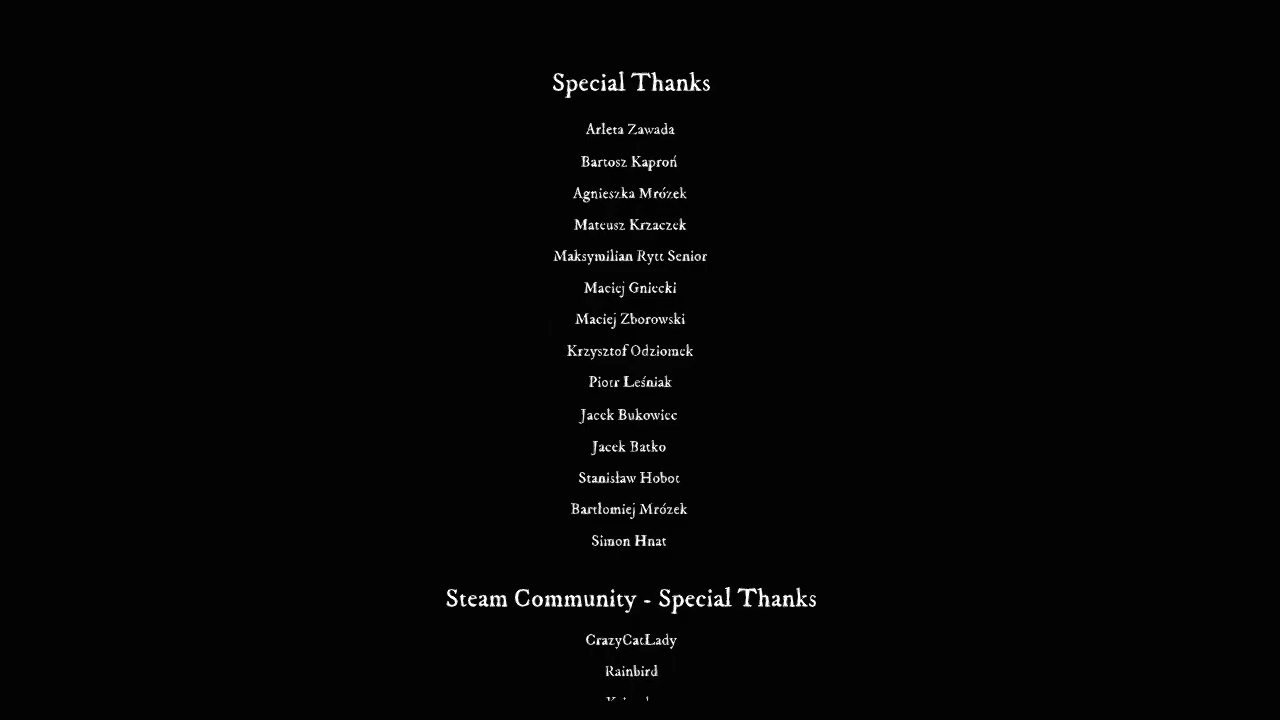 Special Thanks
Arleta Zawada
Bartosz Kaproń
Agnieszka Mrózek
Mateusz Krzaczek
Maksymilian Rytt Senior
Maciej Gniecki
Maciej Zborowski
Krzysztof Odziomek
Piotr Leśniak
Jacek Bukowiec
Jacek Batko
Stanisław Hobot
Bartłomiej Mrózek
Simon Hnat
Steam Community - Special Thanks
CrazyCatLady
Rainbird